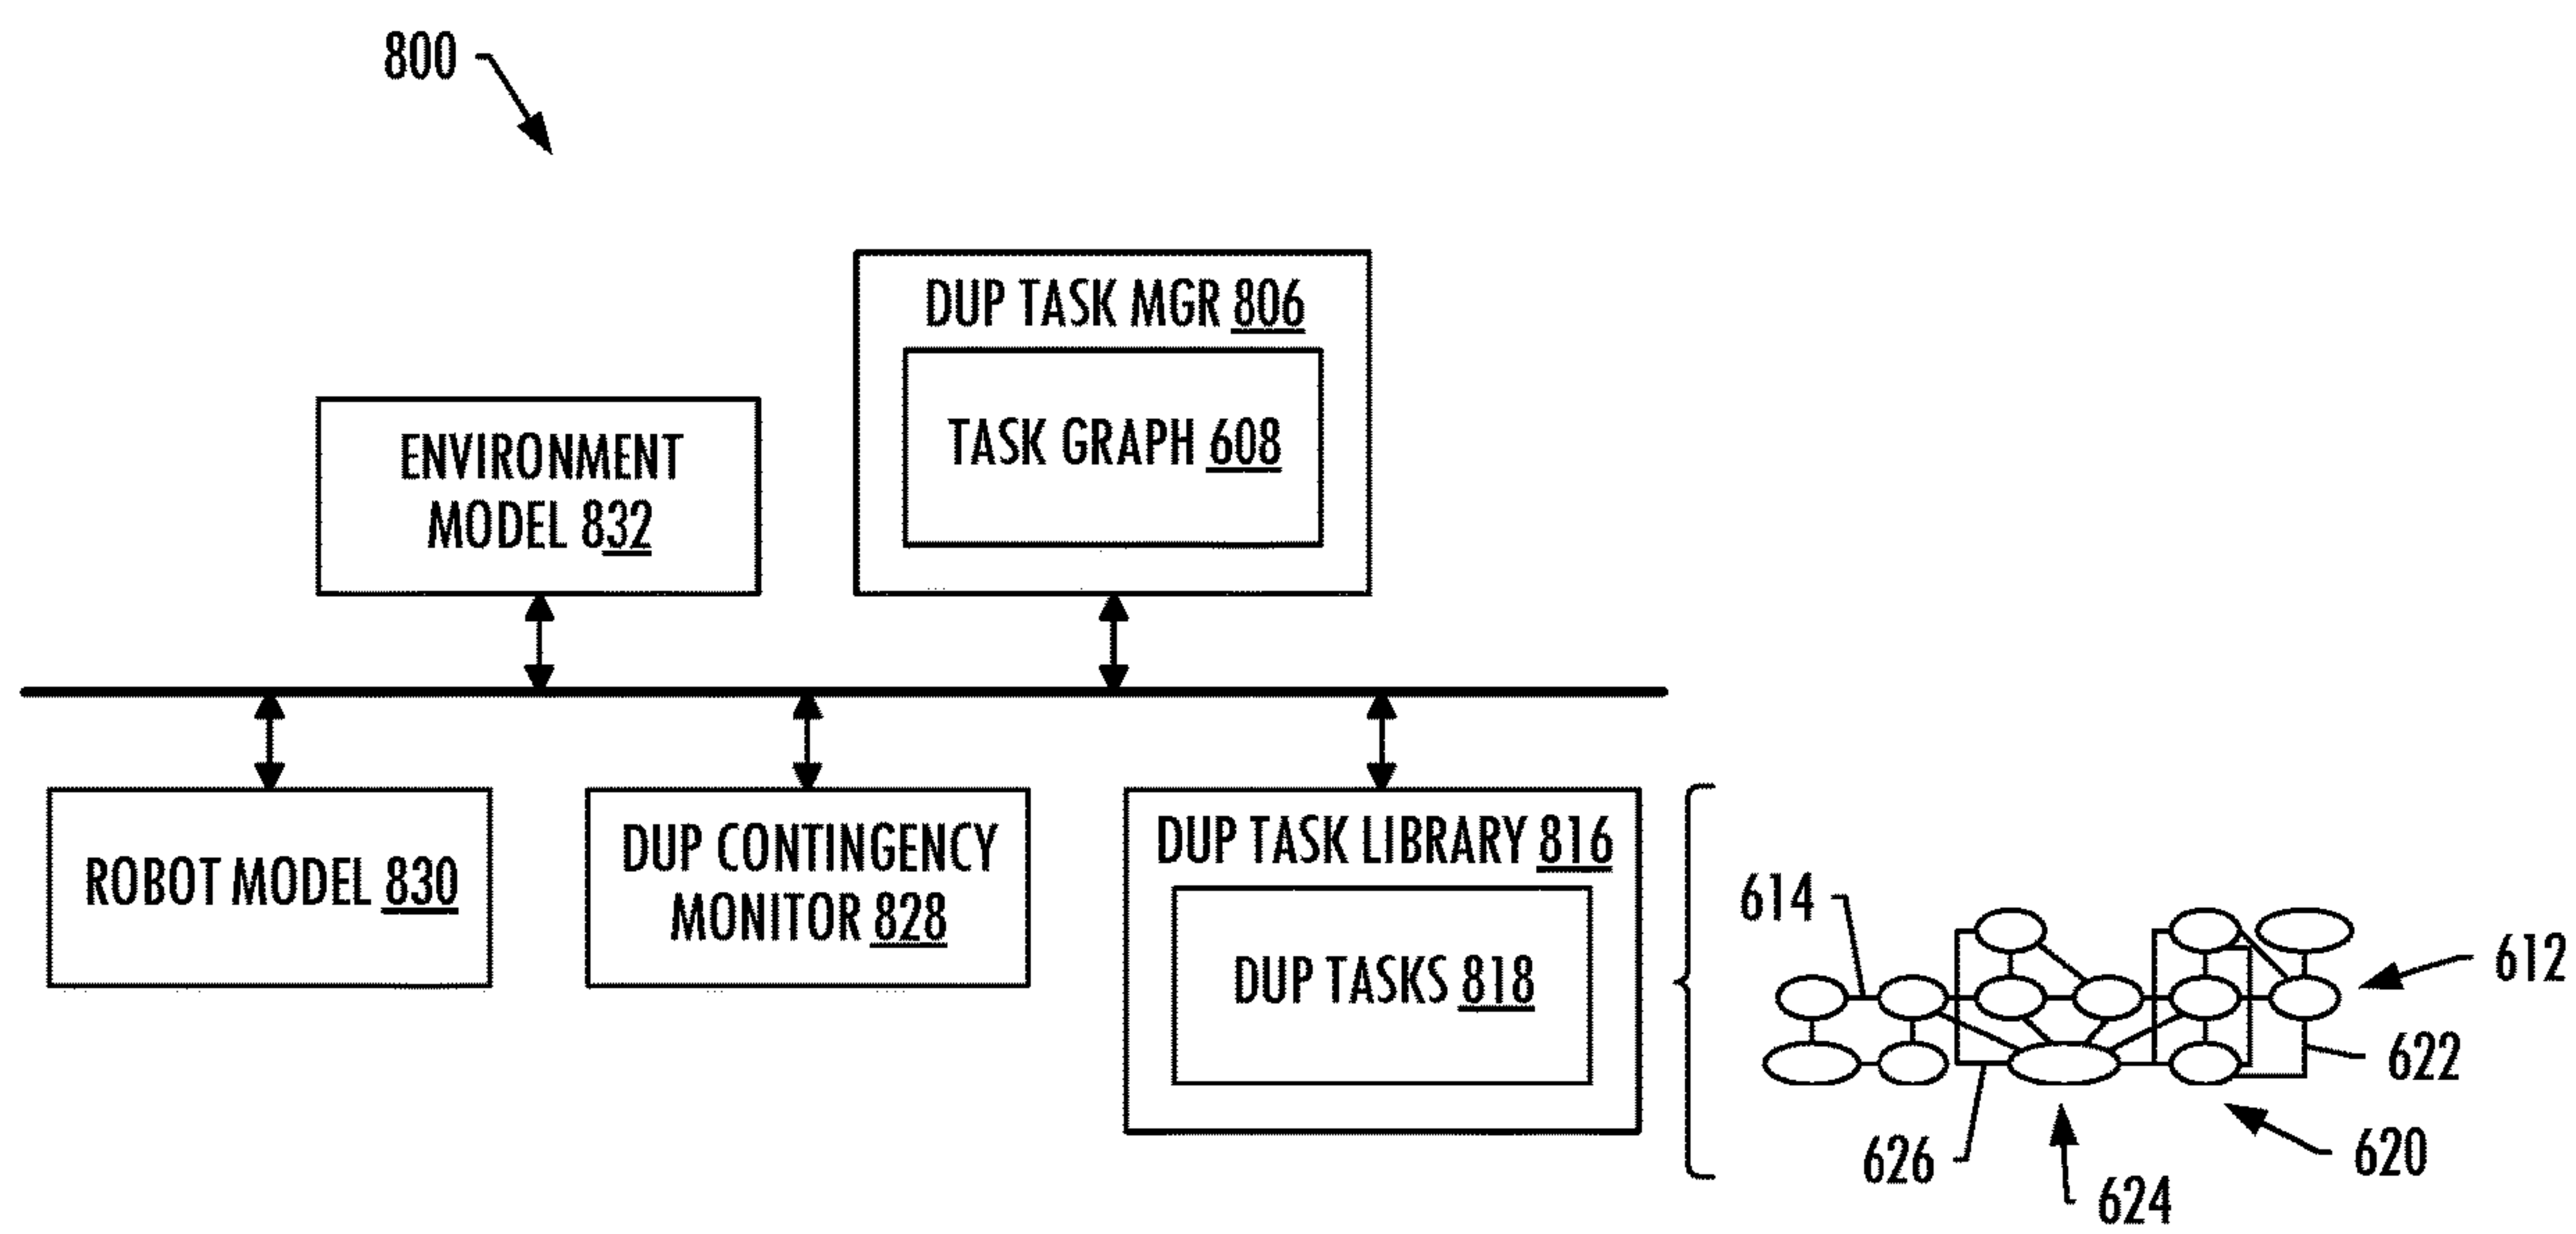 800
DUP TASK MGR 806
TASK GRAPH 608
ENVIRONMENT
MODEL 832
ROBOT MODEL 830
DUP CONTINGENCY
MONITOR 828
DUP TASK LIBRARY 816
DUP TASKS 818
614
612
622
626
620
624